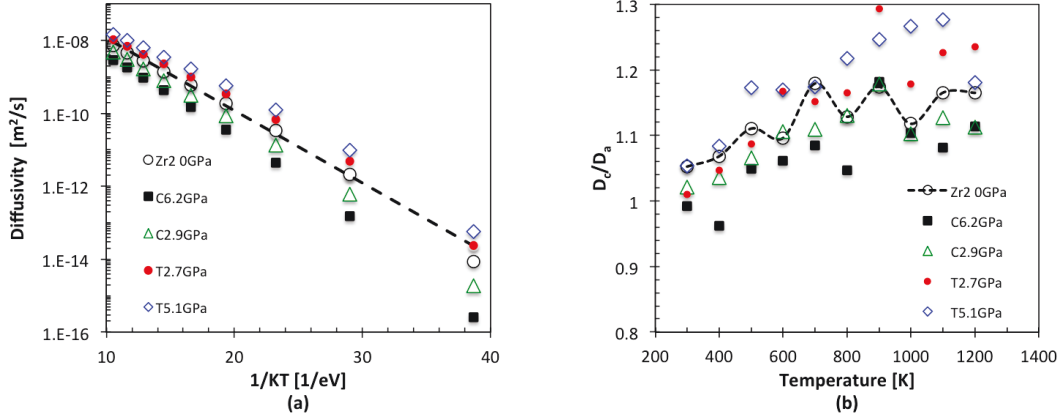 (a)
1.E-08
1.E-10
1.E-12
1.E-14
1.E-16
Diffusivity [m²/s]
Zr2 0GPa
C6.2GPa
C2.9GPa
T2.7GPa
T5.1GPa
10 20 30 40
1/KT [1/eV]
(a)
(b)
1.3
1.2
1.1
1
0.9
0.8
Dc/Da
Zr2 0GPa
C6.2GPa
C2.9GPa
T2.7GPa
T5.1GPa
200 400 600 800 1000 1200 1400
Temperature [K]
(b)